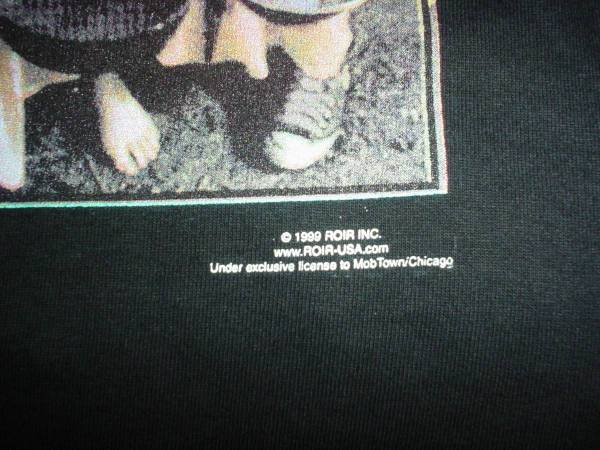 © 1999 ROIR INC.
www.ROIR-USA.com
Under exclusive license to MobTown/Chicago